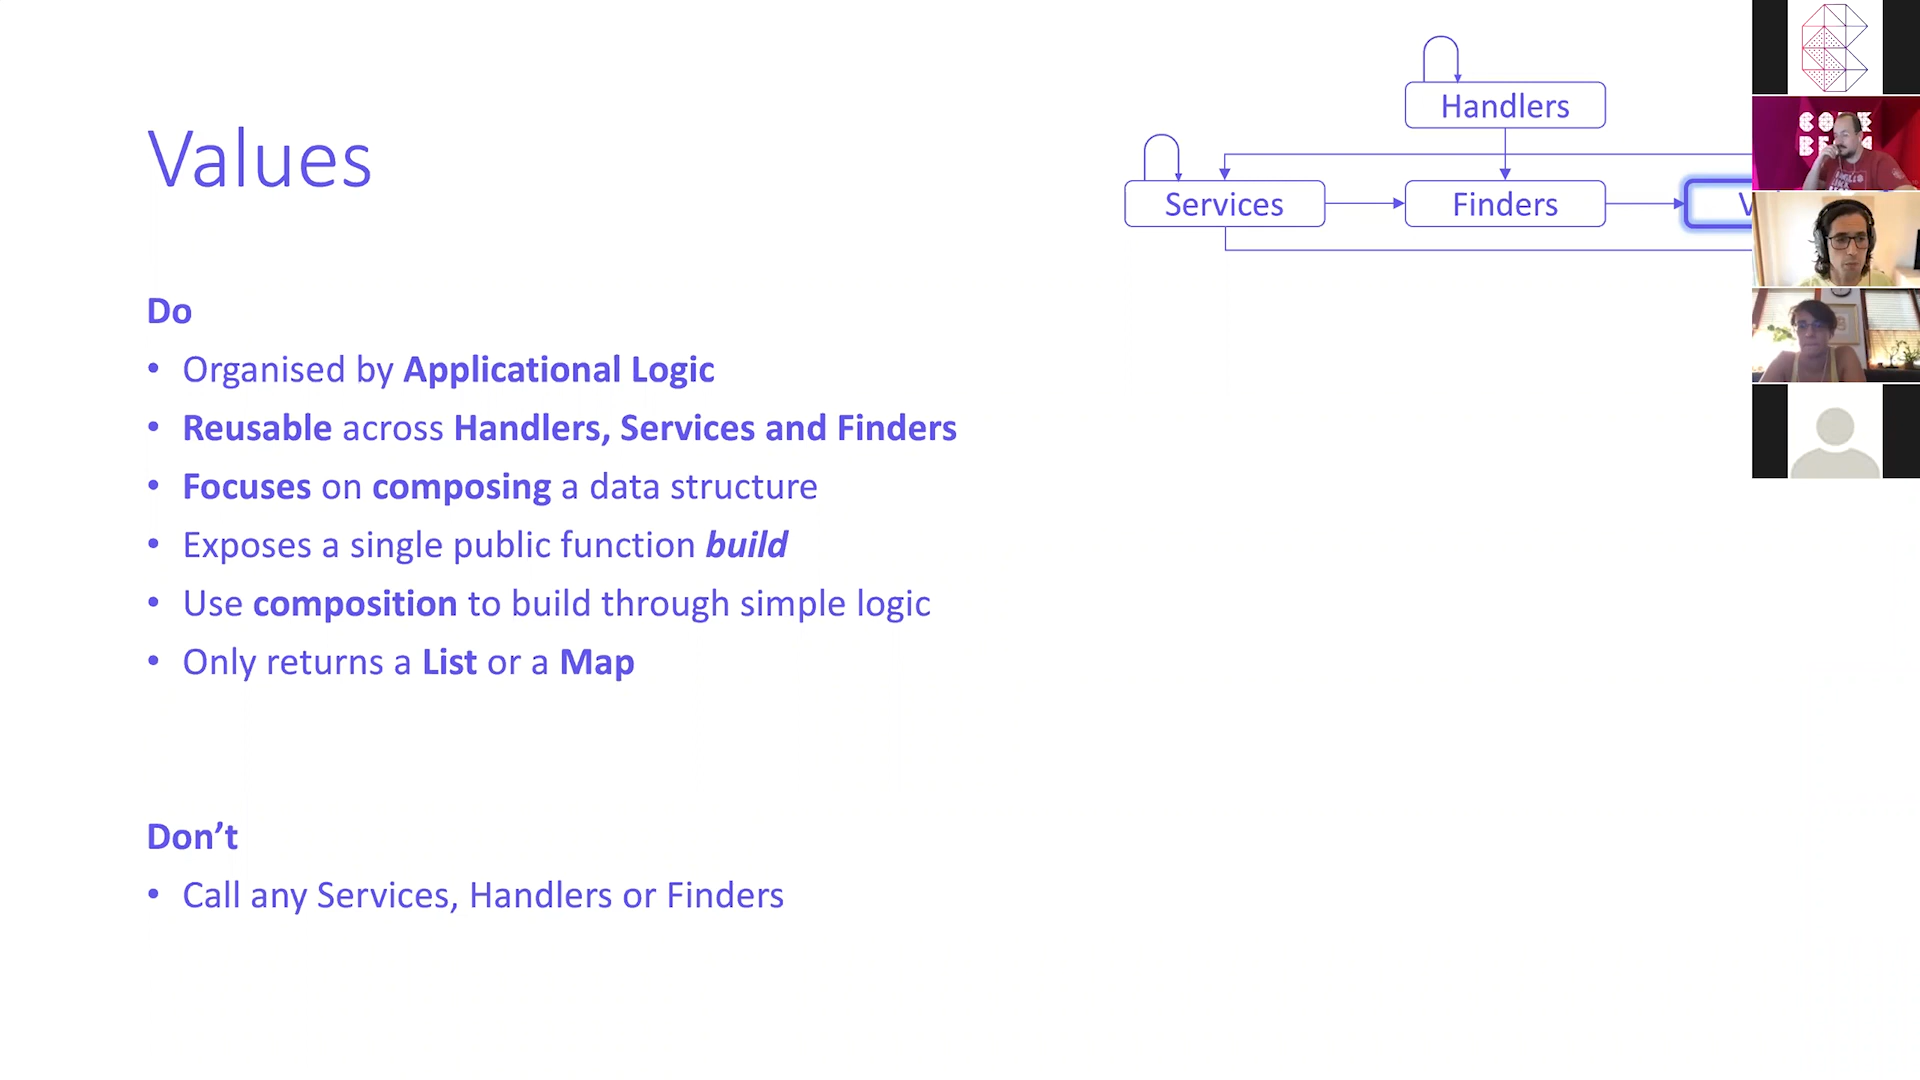 Values
Handlers
Services
Finders
Do
• Organised by Applicational Logic
• Reusable across Handlers, Services and Finders
• Focuses on composing a data structure
• Exposes a single public function build
• Use composition to build through simple logic
• Only returns a List or a Map
Don’t
• Call any Services, Handlers or Finders